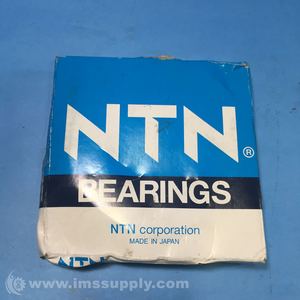 NTN®
BEARINGS
NTN corporation
MADE IN JAPAN
© www.imssupply.com